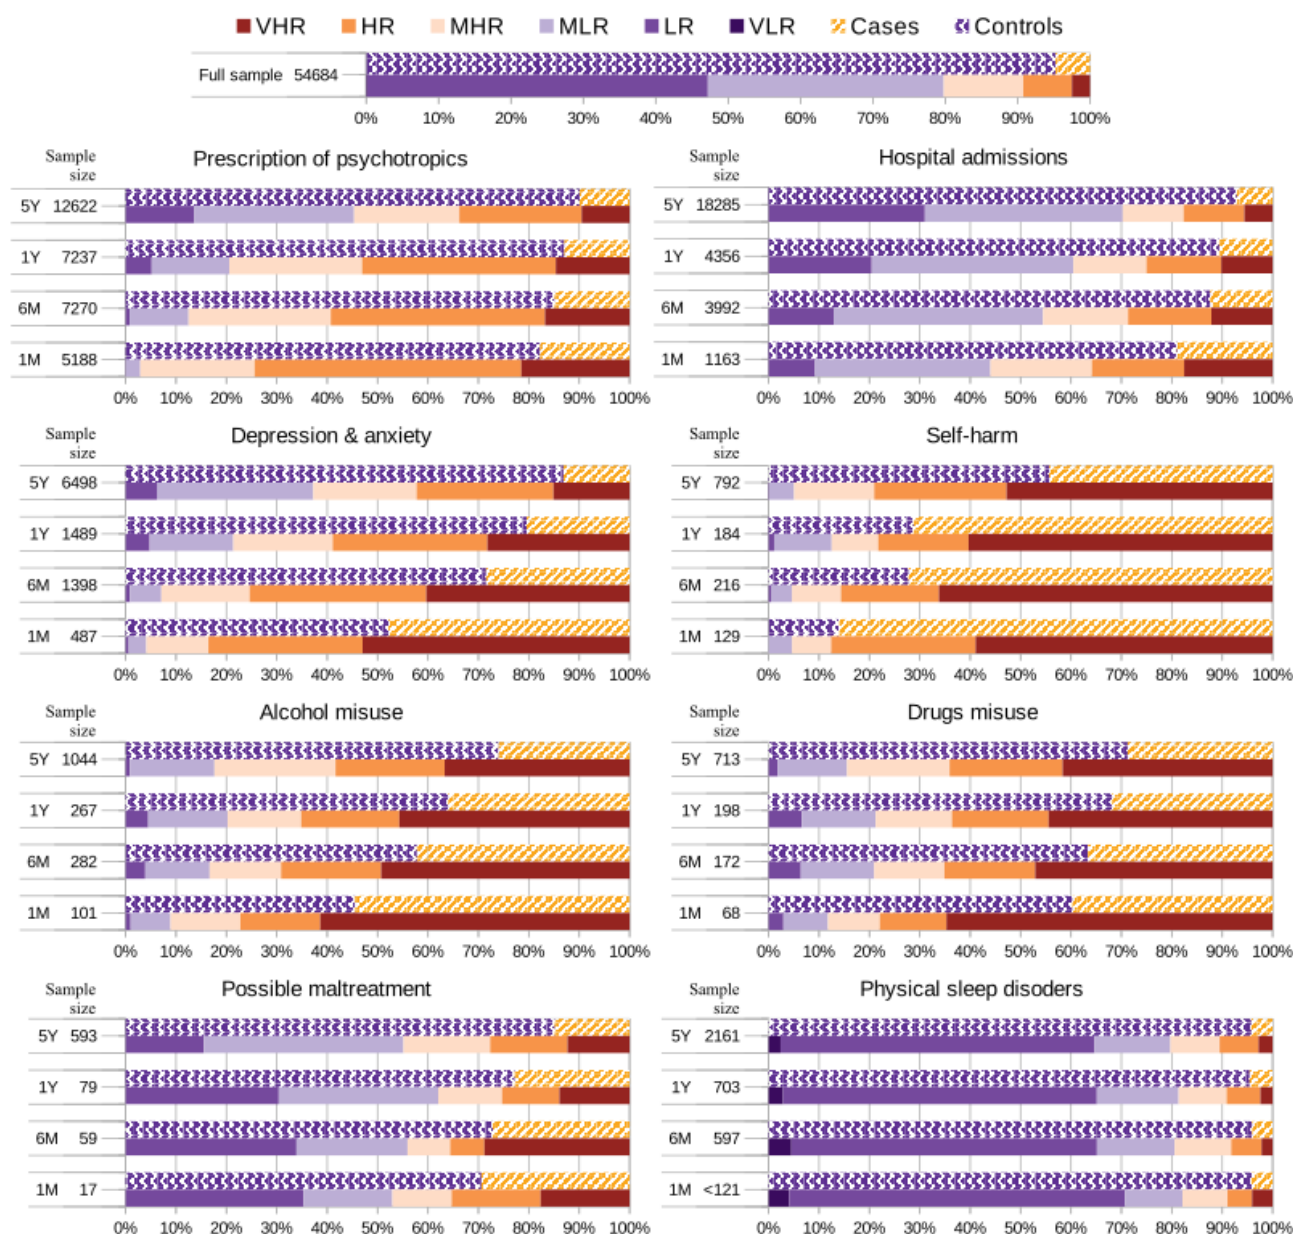 VHR HR MHR MLR LR VLR Cases Controls
Full sample 54684
0% 10% 20% 30% 40% 50% 60% 70% 80% 90% 100%
Sample size Prescription of psychotropics
5Y 12622
1Y 7237
6M 7270
1M 5188
0% 10% 20% 30% 40% 50% 60% 70% 80% 90% 100%
Sample size Hospital admissions
5Y 18285
1Y 4356
6M 3992
1M 1163
0% 10% 20% 30% 40% 50% 60% 70% 80% 90% 100%
Sample size Depression & anxiety
5Y 6498
1Y 1489
6M 1398
1M 487
0% 10% 20% 30% 40% 50% 60% 70% 80% 90% 100%
Sample size Self-harm
5Y 792
1Y 184
6M 216
1M 129
0% 10% 20% 30% 40% 50% 60% 70% 80% 90% 100%
Sample size Alcohol misuse
5Y 1044
1Y 267
6M 282
1M 101
0% 10% 20% 30% 40% 50% 60% 70% 80% 90% 100%
Sample size Drugs misuse
5Y 713
1Y 198
6M 172
1M 68
0% 10% 20% 30% 40% 50% 60% 70% 80% 90% 100%
Sample size Possible maltreatment
5Y 593
1Y 79
6M 59
1M 17
0% 10% 20% 30% 40% 50% 60% 70% 80% 90% 100%
Sample size Physical sleep disoders
5Y 2161
1Y 703
6M 597
1M <121
0% 10% 20% 30% 40% 50% 60% 70% 80% 90% 100%